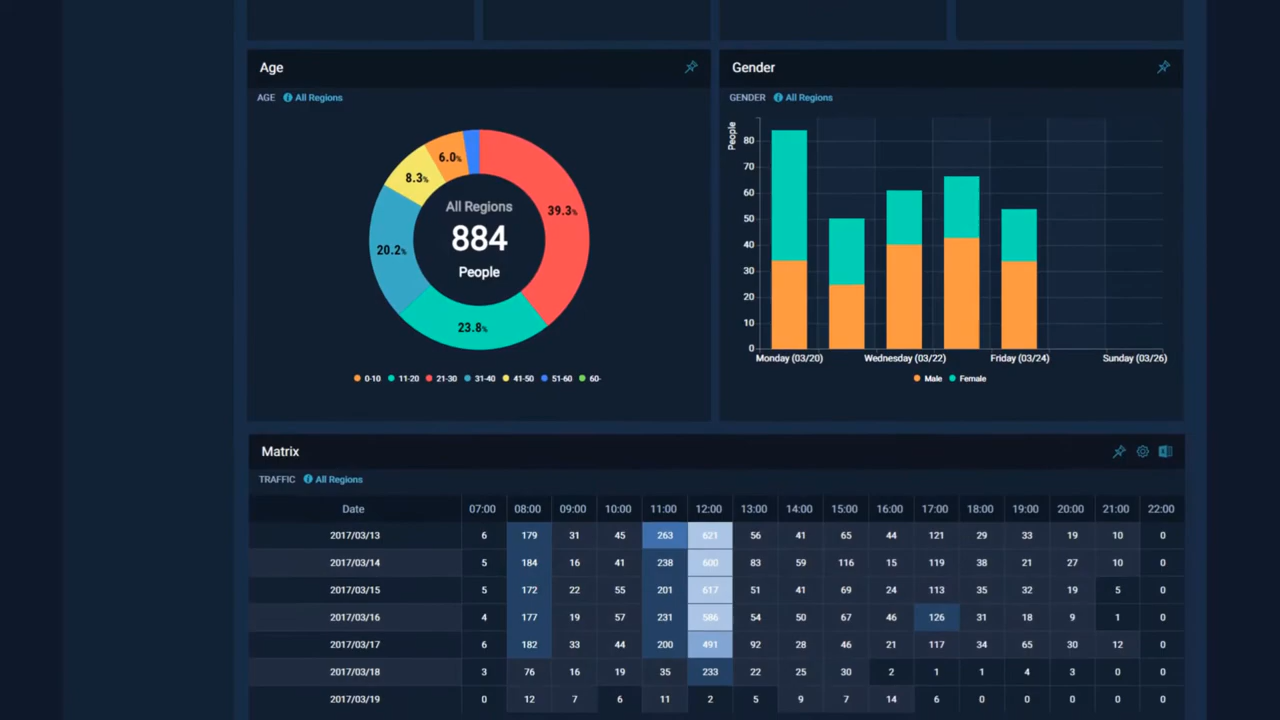 Age
Gender
AGE All Regions
GENDER All Regions
People
80
70
60
50
40
30
20
10
0
6.0%
8.3%
39.3%
20.2%
23.8%
All Regions
884
People
Monday (03/20) Wednesday (03/22) Friday (03/24) Sunday (03/26)
0-10 11-20 21-30 31-40 41-50 51-60 60-
Male Female
Matrix
TRAFFIC All Regions
Date 07:00 08:00 09:00 10:00 11:00 12:00 13:00 14:00 15:00 16:00 17:00 18:00 19:00 20:00 21:00 22:00
2017/03/13 6 179 31 45 263 621 56 41 65 44 121 29 33 19 10 0
2017/03/14 5 184 16 41 238 600 83 59 116 15 119 38 21 27 10 0
2017/03/15 5 172 22 55 201 617 51 41 69 24 113 35 32 19 5 0
2017/03/16 4 177 19 57 231 586 54 50 67 46 126 31 18 9 1 0
2017/03/17 6 182 33 44 200 491 92 28 46 21 117 34 65 30 12 0
2017/03/18 3 76 16 19 35 233 22 25 30 2 1 1 4 3 0 0
2017/03/19 0 12 7 6 11 2 5 9 7 14 6 0 0 0 0 0